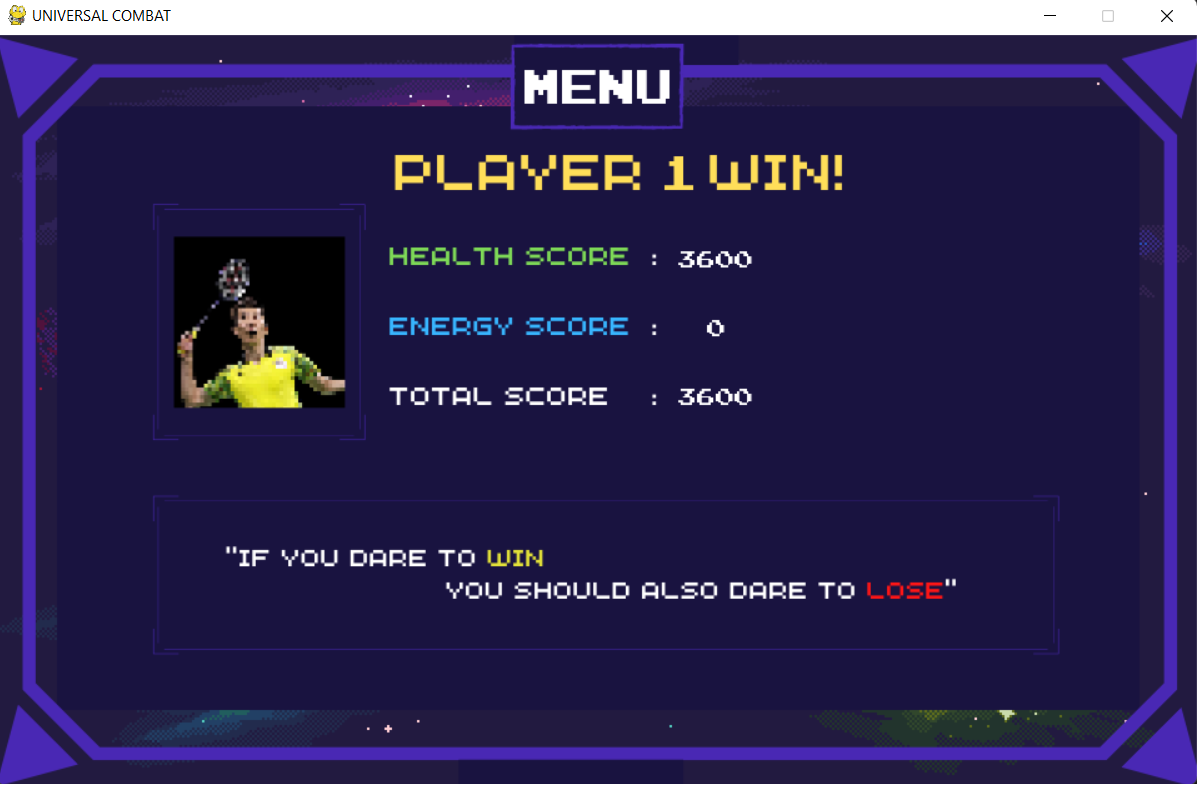 UNIVERSAL COMBAT
MENU
PLAYER 1 WIN!
HEALTH SCORE : 3600
ENERGY SCORE : 0
TOTAL SCORE : 3600
"IF YOU DARE TO WIN
YOU SHOULD ALSO DARE TO LOSE"